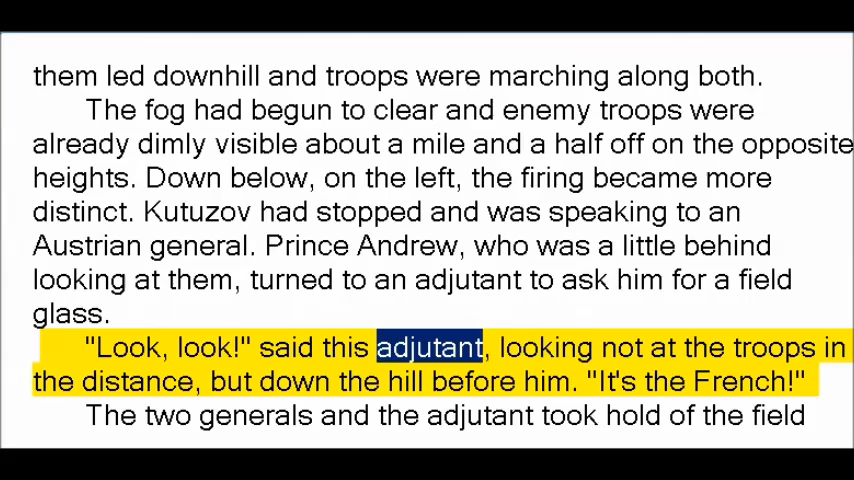 them led downhill and troops were marching along both.
The fog had begun to clear and enemy troops were
already dimly visible about a mile and a half off on the opposite
heights. Down below, on the left, the firing became more
distinct. Kutuzov had stopped and was speaking to an
Austrian general. Prince Andrew, who was a little behind
looking at them, turned to an adjutant to ask him for a field
glass.
"Look, look!" said this adjutant, looking not at the troops in
the distance, but down the hill before him. "It's the French!"
The two generals and the adjutant took hold of the field